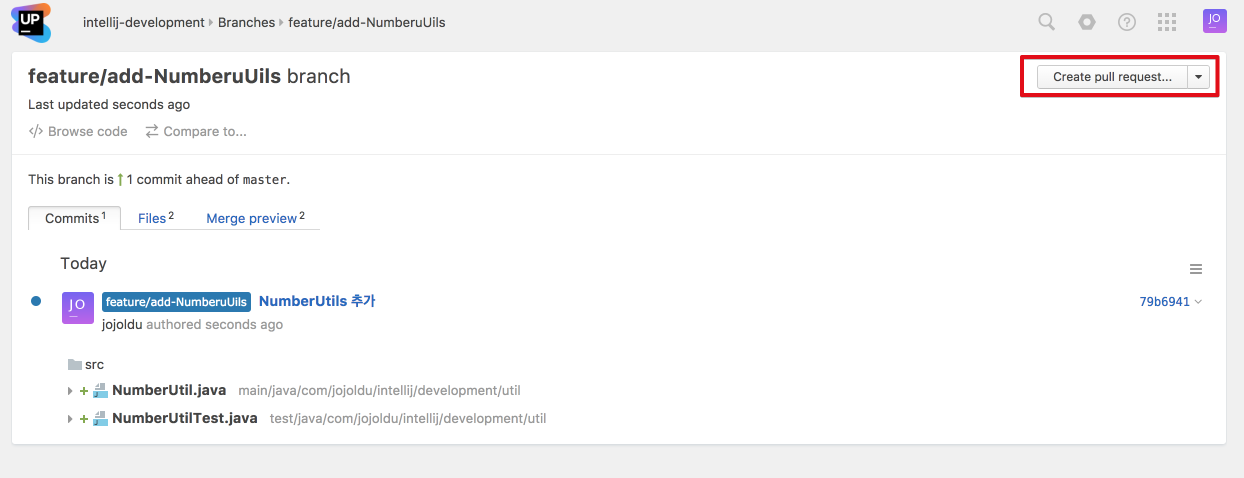 UP
intellij-development Branches feature/add-NumberuUils
JO
feature/add-NumberuUils branch
Create pull request...
Last updated seconds ago
</> Browse code Compare to...
This branch is ↑ 1 commit ahead of master.
Commits 1 Files 2 Merge preview 2
Today
JO feature/add-NumberuUils NumberUtils 추가 79b6941
jojoldu authored seconds ago
src
+ NumberUtil.java main/java/com/jojoldu/intellij/development/util
+ NumberUtilTest.java test/java/com/jojoldu/intellij/development/util